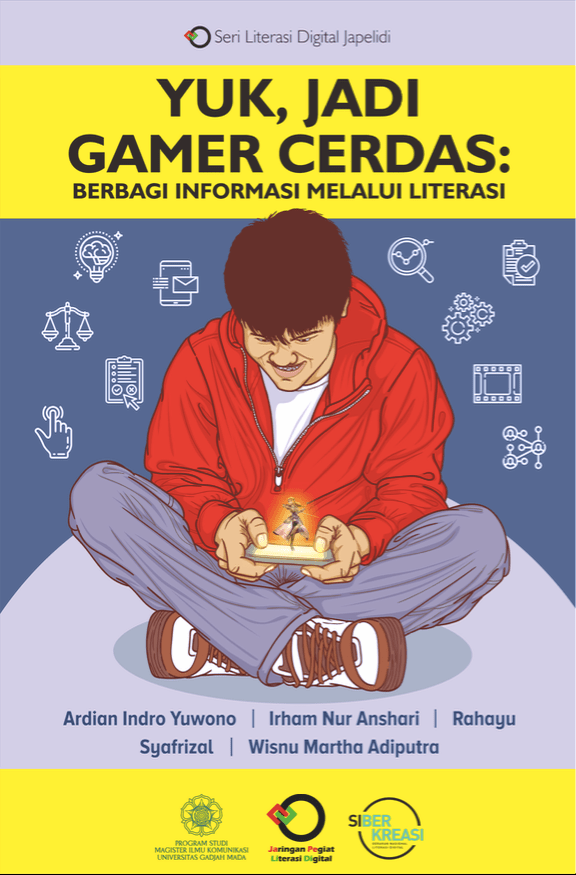 Seri Literasi Digital Japelidi
YUK, JADI
GAMER CERDAS:
BERBAGI INFORMASI MELALUI LITERASI
Ardian Indro Yuwono | Irham Nur Anshari | Rahayu
Syafrizal | Wisnu Martha Adiputra
PROGRAM STUDI
MAGISTER ILMU KOMUNIKASI
UNIVERSITAS GADJAH MADA
Jaringan Pegiat
Literasi Digital
SIBER
KREASI